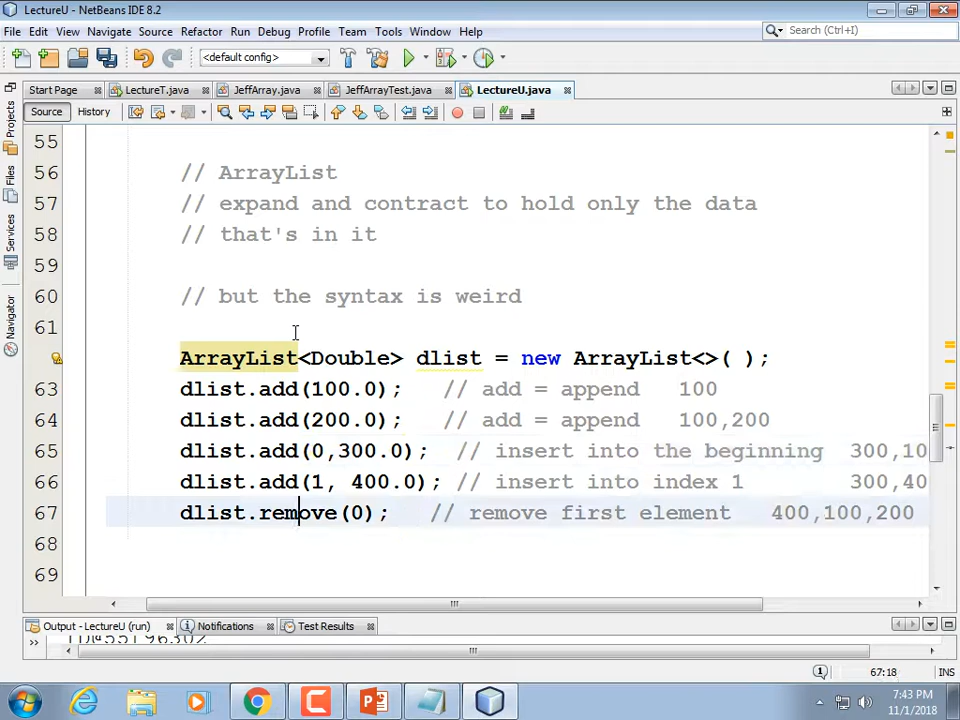 LectureU - NetBeans IDE 8.2
File Edit View Navigate Source Refactor Run Debug Profile Team Tools Window Help
Search (Ctrl+I)
<default config>
Start Page LectureT.java JeffArray.java JeffArrayTest.java LectureU.java
Source History
Projects
Files
Services
Navigator
55
56 // ArrayList
57 // expand and contract to hold only the data
58 // that's in it
59
60 // but the syntax is weird
61
ArrayList<Double> dlist = new ArrayList<>( );
63 dlist.add(100.0); // add = append 100
64 dlist.add(200.0); // add = append 100,200
65 dlist.add(0,300.0); // insert into the beginning 300,10
66 dlist.add(1, 400.0); // insert into index 1 300,40
67 dlist.remove(0); // remove first element 400,100,200
68
69
Output - LectureU (run) Notifications Test Results
67:18 INS
7:43 PM
11/1/2018